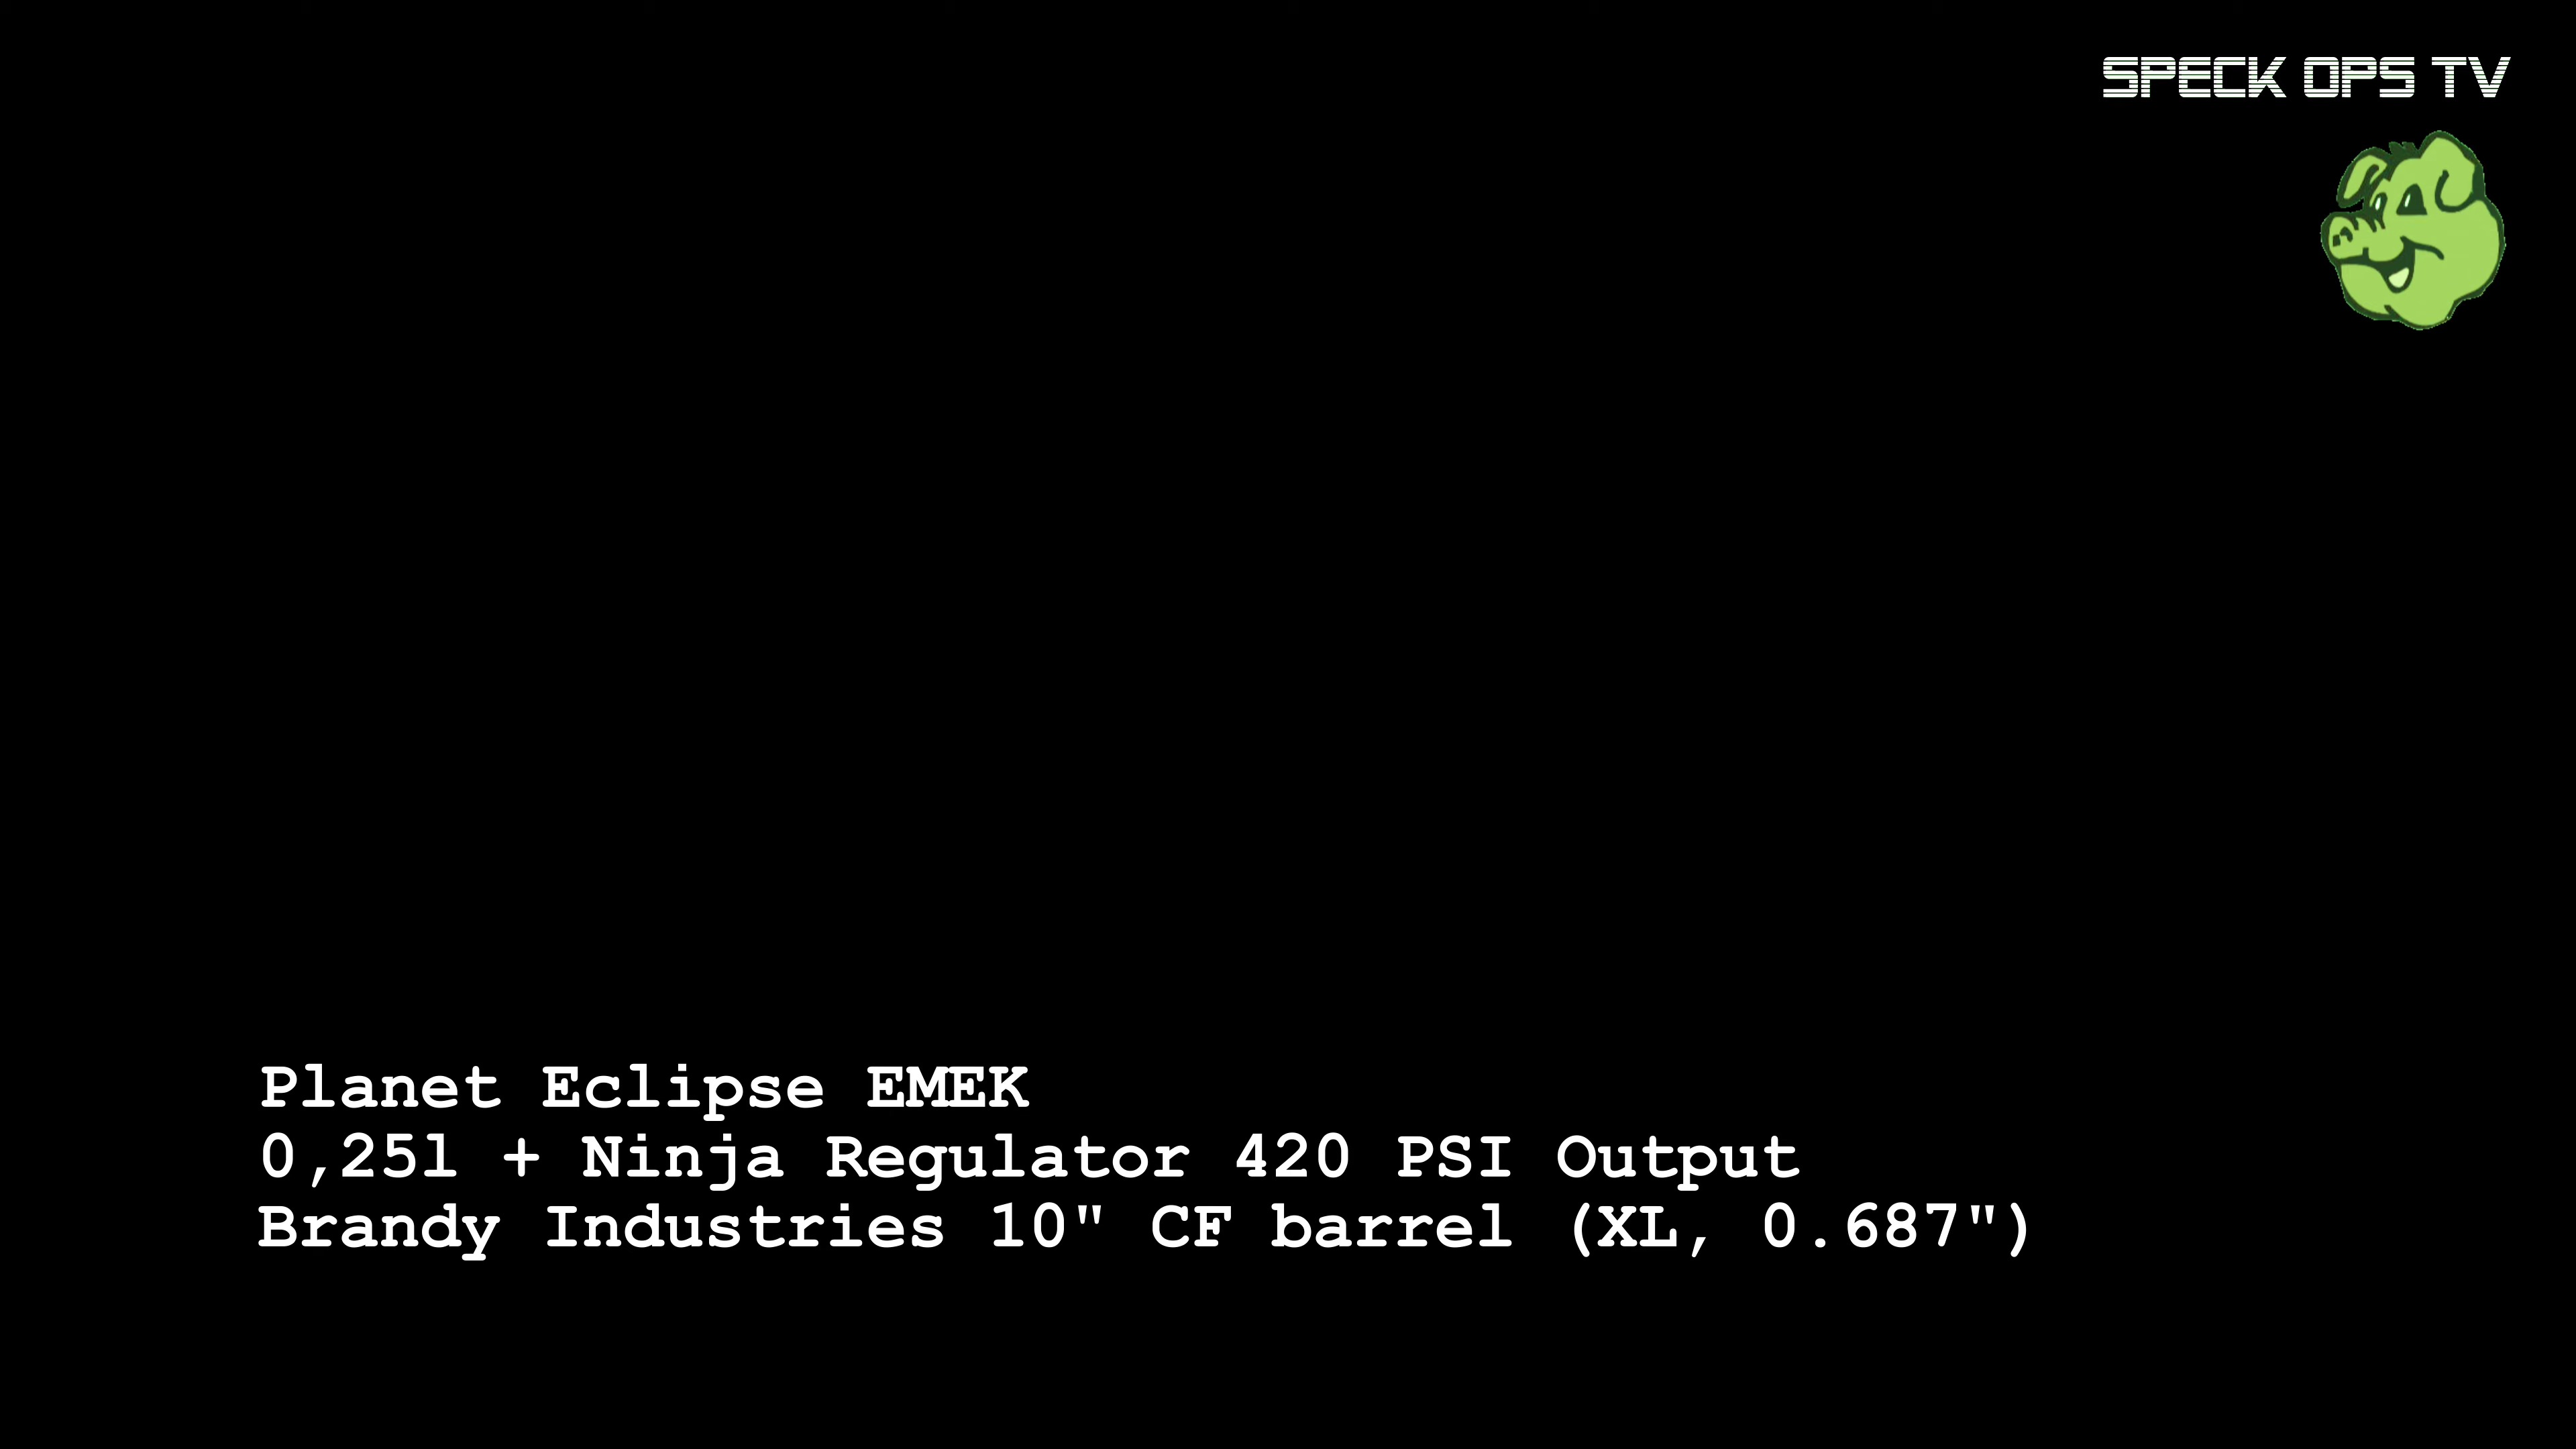 SPECK OPS TV
Planet Eclipse EMEK
0,25l + Ninja Regulator 420 PSI Output
Brandy Industries 10" CF barrel (XL, 0.687")